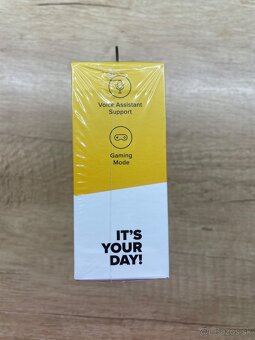 Voice Assistant
Support
Gaming
Mode
IT'S
YOUR
DAY!